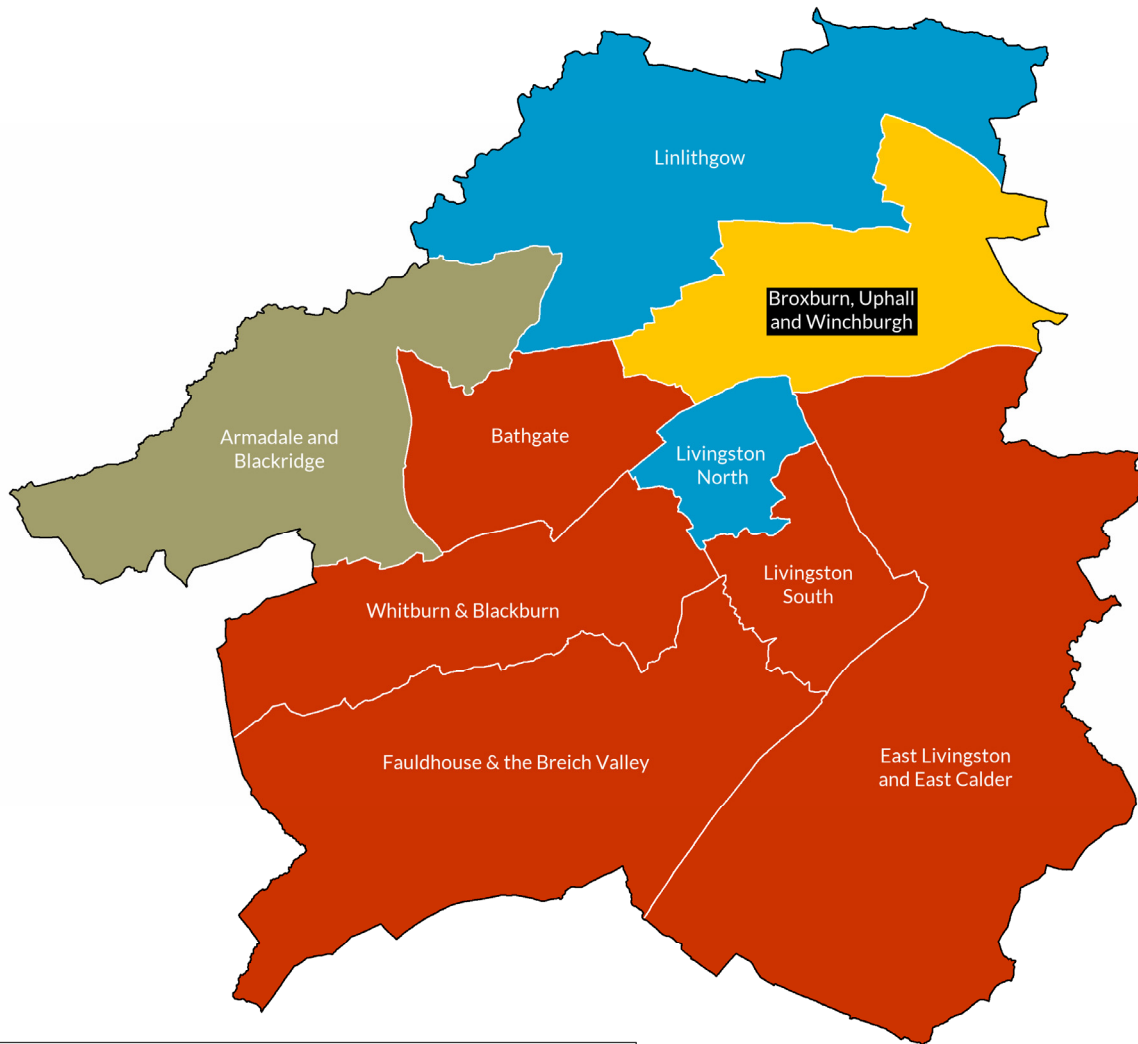 Linlithgow
Broxburn, Uphall
and Winchburgh
Armadale and
Blackridge
Bathgate
Livingston
North
Livingston
South
Whitburn & Blackburn
Fauldhouse & the Breich Valley
East Livingston
and East Calder